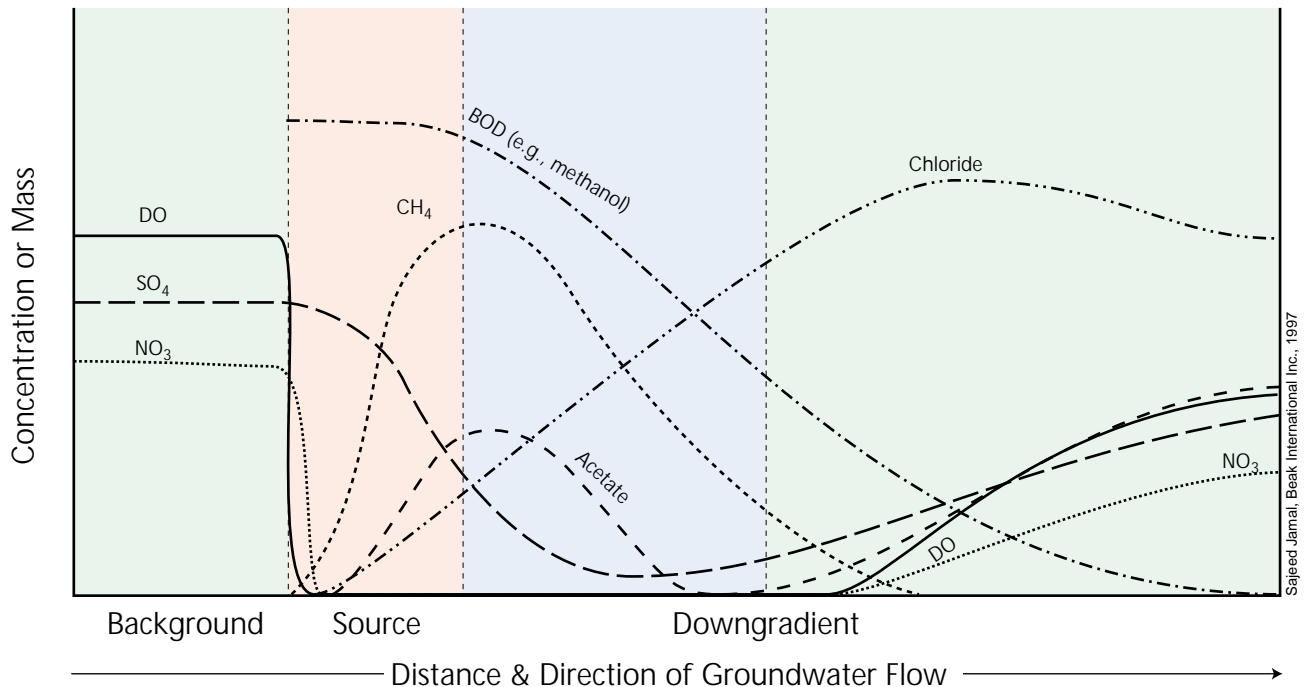 Concentration or Mass
DO
SO₄
NO₃
CH₄
BOD (e.g., methanol)
Acetate
Chloride
DO
NO₃
Sajeed Jamal, Beak International Inc., 1997
Background
Source
Downgradient
Distance & Direction of Groundwater Flow